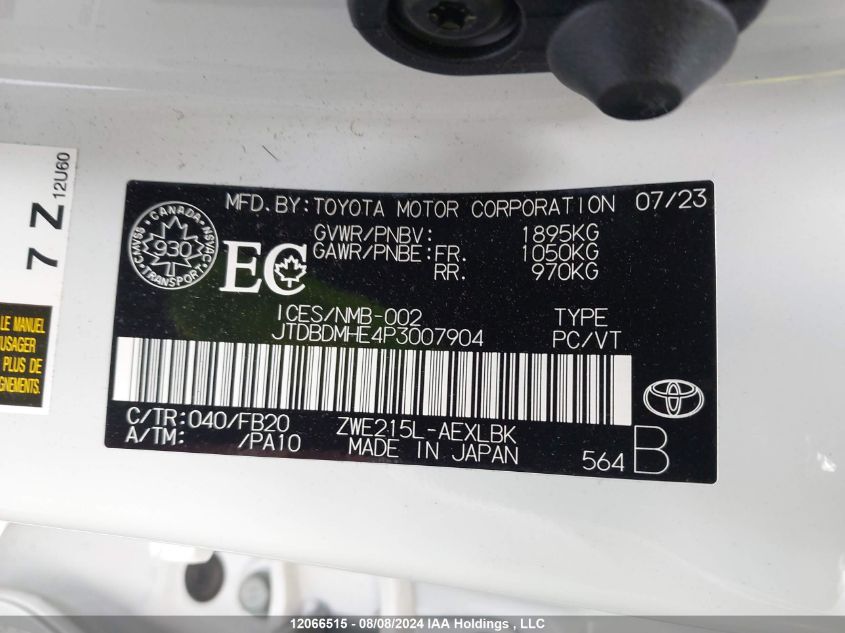 7 Z 12U60
LE MANUEL
USAGER
PLUS DE
GNEMENTS.
MFD. BY: TOYOTA MOTOR CORPORATION 07/23
CANADA
CMVSS 930 NSVAC
TRANSPORT
EC
GVWR/PNBV: 1895KG
GAWR/PNBE: FR. 1050KG
RR. 970KG
ICES/NMB-002 TYPE
JTDBDMHE4P3007904 PC/VT
C/TR: 040/FB20 ZWE215L-AEXLBK
A/TM: /PA10 MADE IN JAPAN
564 B
12066515 - 08/08/2024 IAA Holdings , LLC